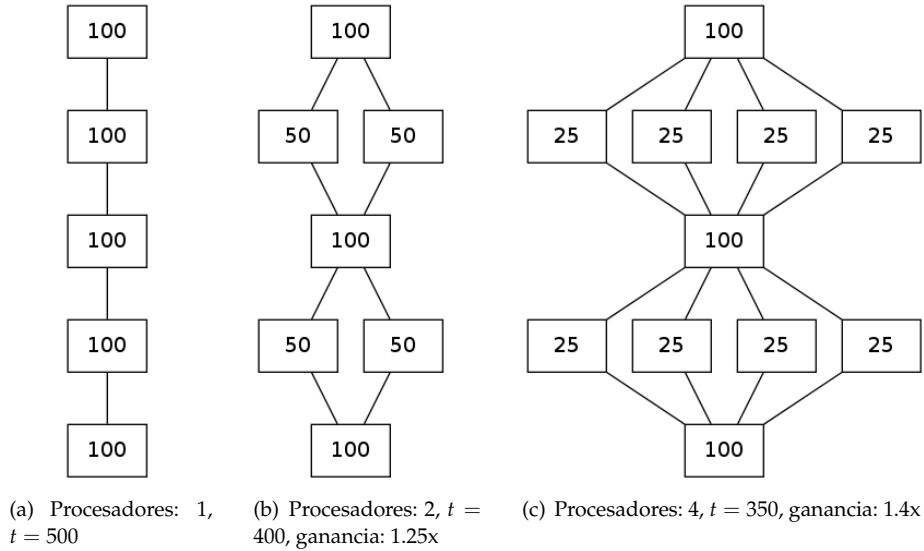 100
100
100
100
100
100
50 50
100
50 50
100
100
25 25 25 25
100
25 25 25 25
100
(a) Procesadores: 1,
t = 500
(b) Procesadores: 2, t =
400, ganancia: 1.25x
(c) Procesadores: 4, t = 350, ganancia: 1.4x